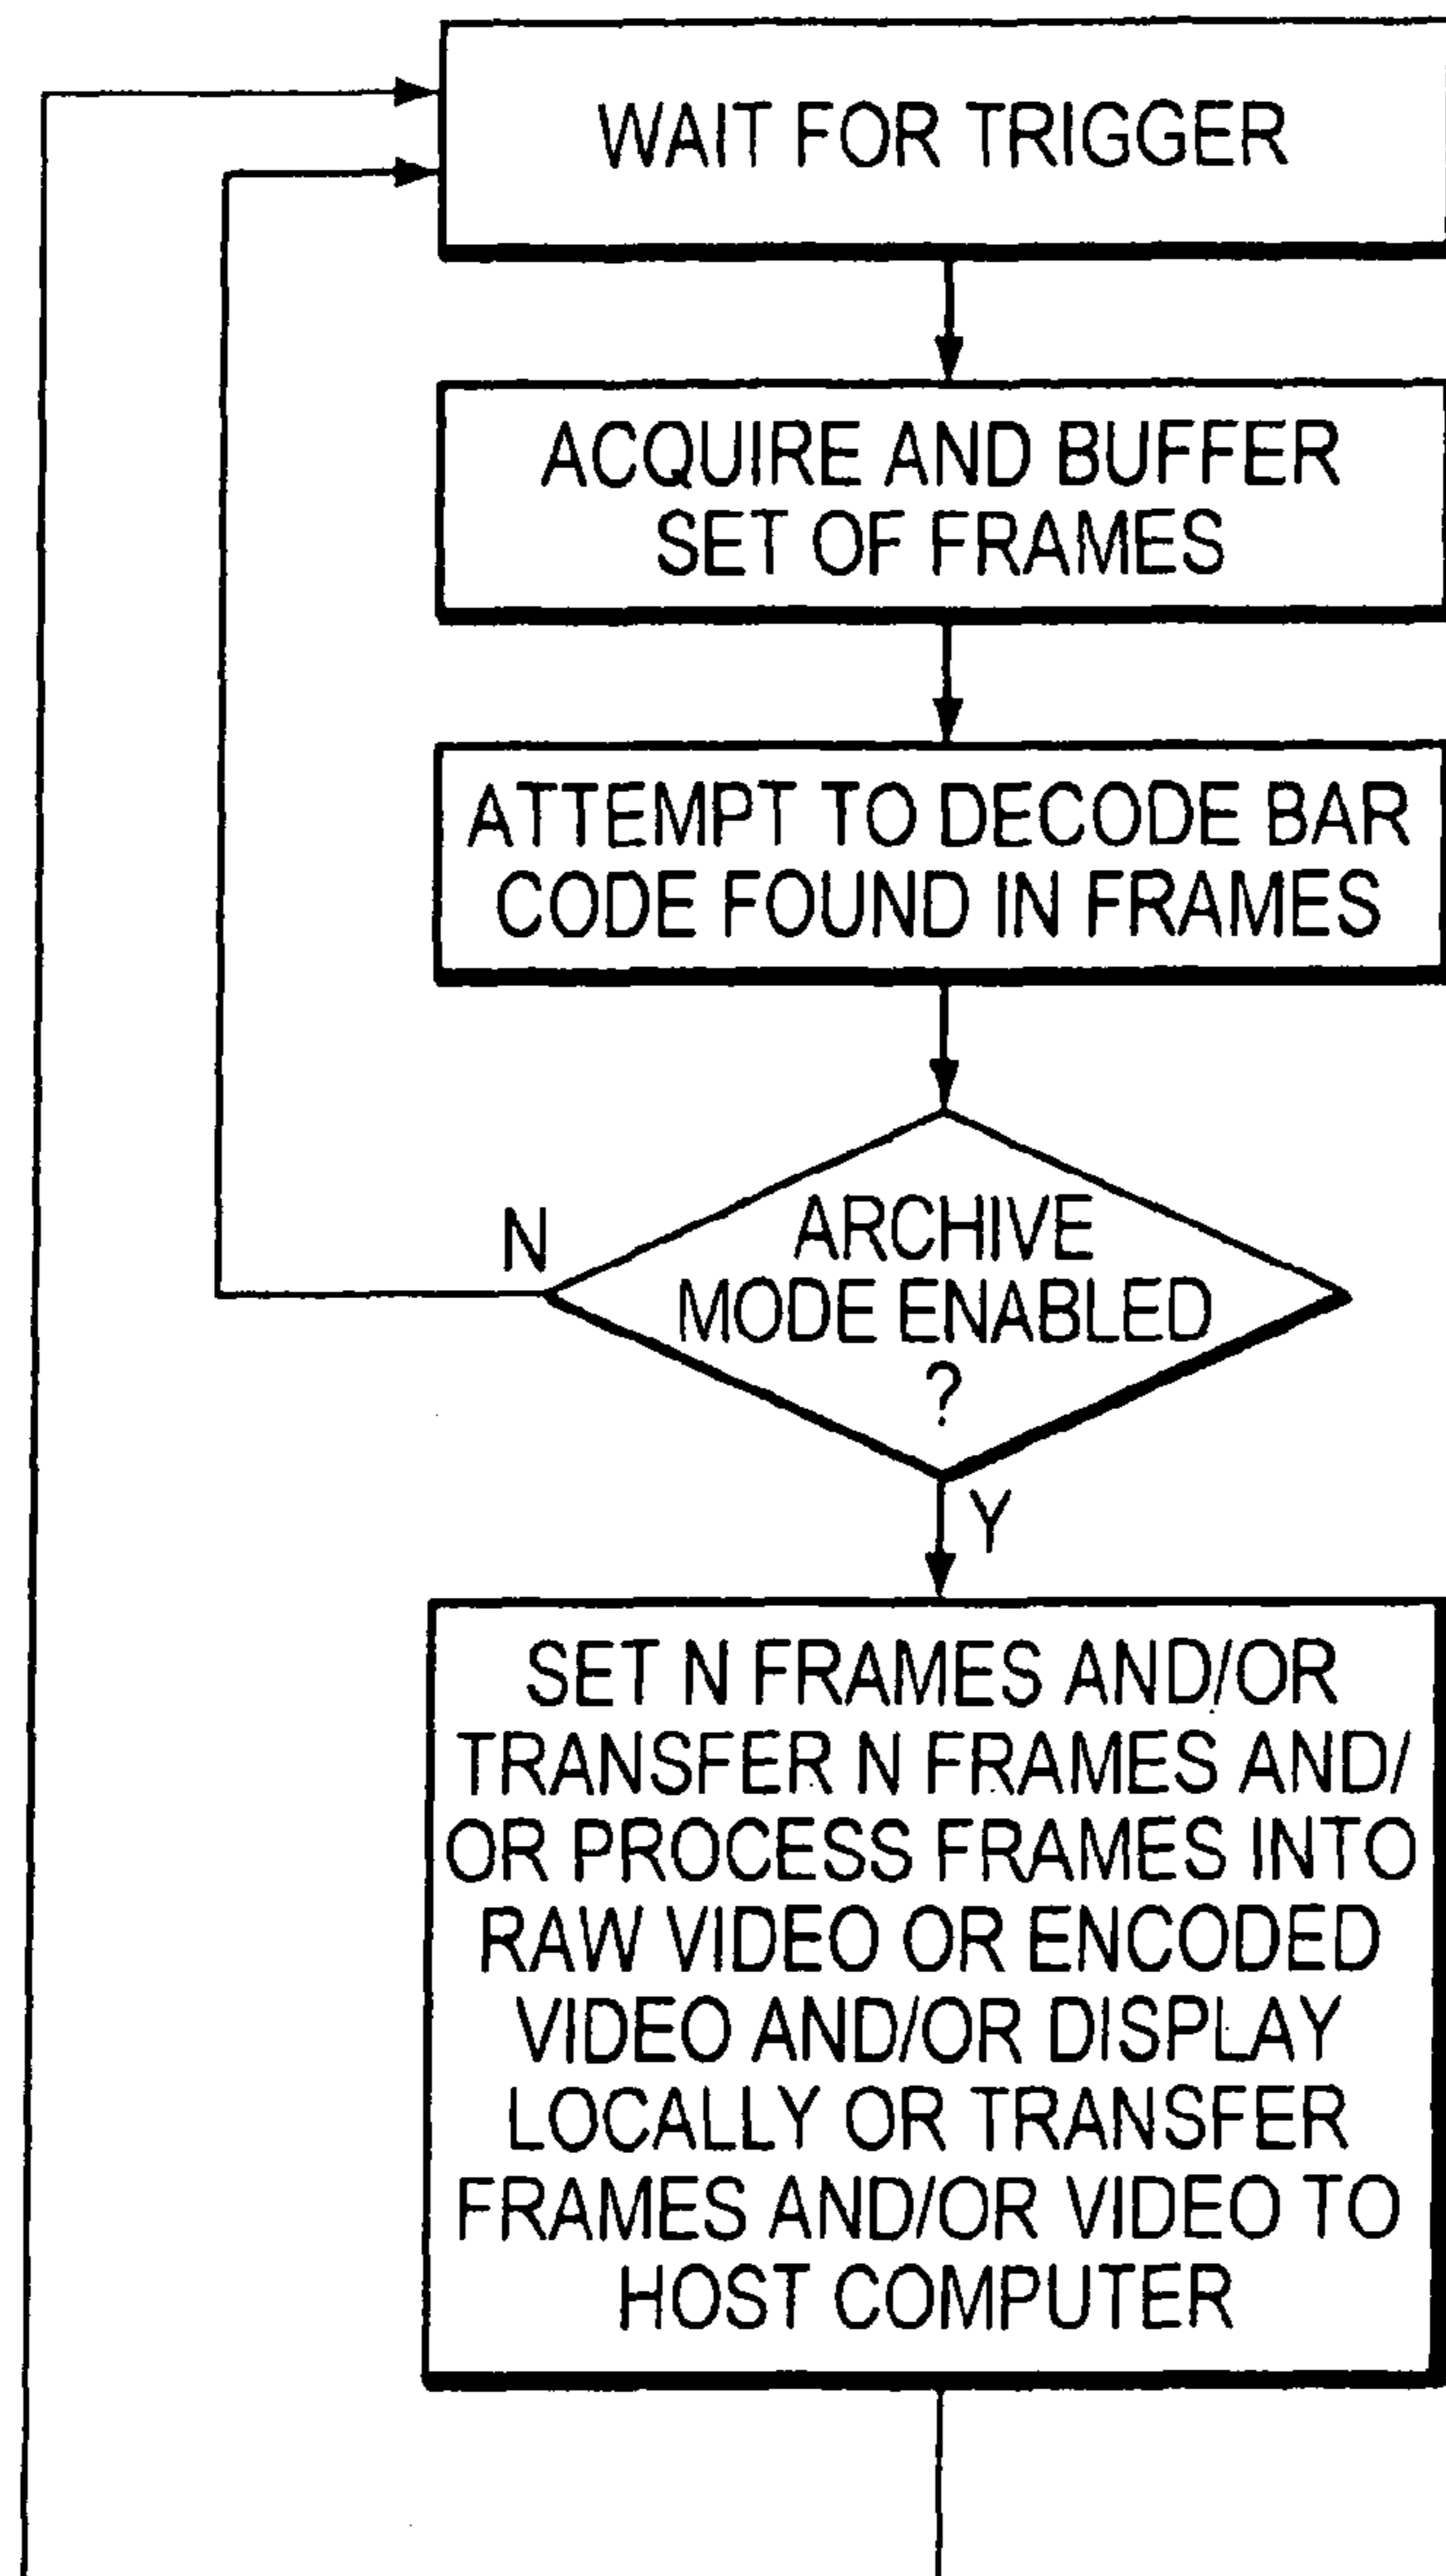 WAIT FOR TRIGGER
ACQUIRE AND BUFFER
SET OF FRAMES
ATTEMPT TO DECODE BAR
CODE FOUND IN FRAMES
ARCHIVE
MODE ENABLED
?
N
Y
SET N FRAMES AND/OR
TRANSFER N FRAMES AND/
OR PROCESS FRAMES INTO
RAW VIDEO OR ENCODED
VIDEO AND/OR DISPLAY
LOCALLY OR TRANSFER
FRAMES AND/OR VIDEO TO
HOST COMPUTER